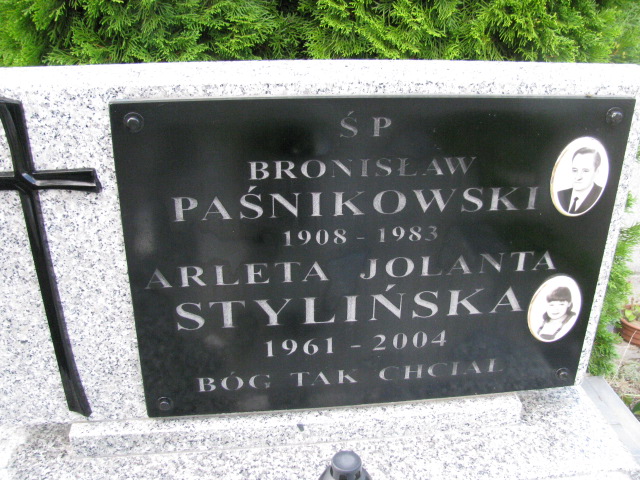 ŚP
BRONISŁAW
PAŚNIKOWSKI
1908 - 1983
ARLETA JOLANTA
STYLIŃSKA
1961 - 2004
BÓG TAK CHCIAŁ